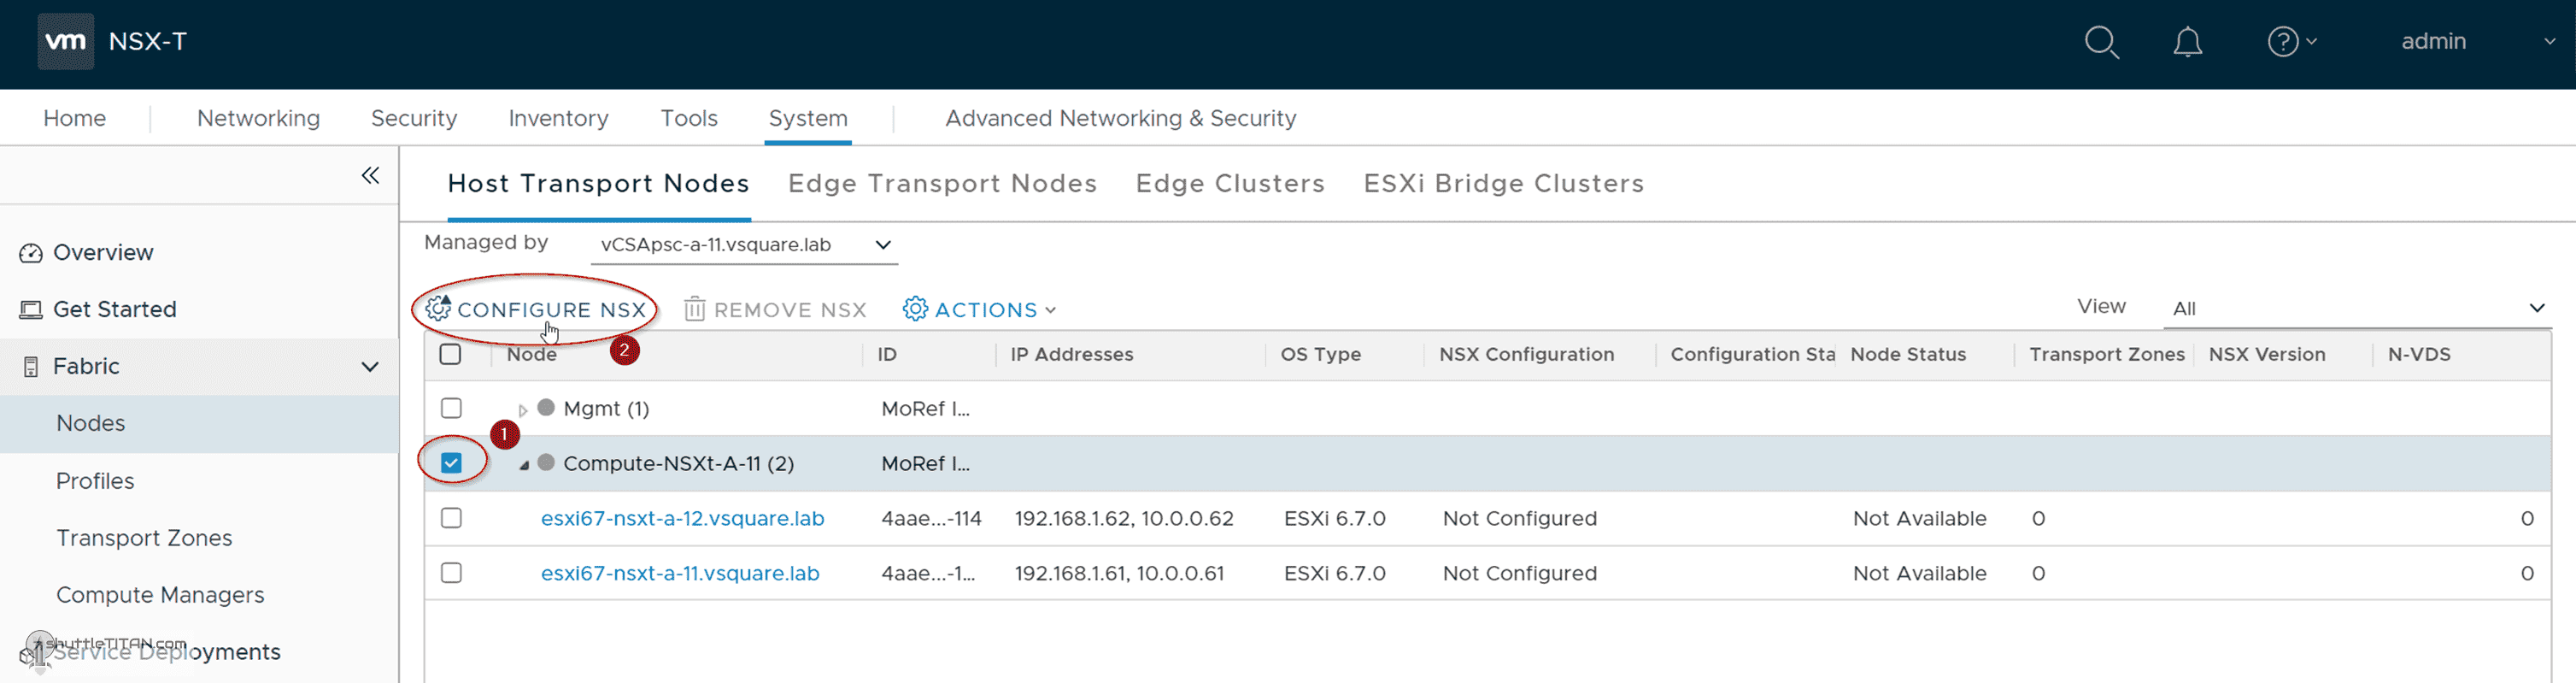 vm NSX-T admin
Home Networking Security Inventory Tools System Advanced Networking & Security
Host Transport Nodes Edge Transport Nodes Edge Clusters ESXi Bridge Clusters
Overview
Get Started
Fabric
Nodes
Profiles
Transport Zones
Compute Managers
Service Deployments
shuttleTITAN.com
Managed by vCSApsc-a-11.vsquare.lab
CONFIGURE NSX REMOVE NSX ACTIONS View All
2
Node ID IP Addresses OS Type NSX Configuration Configuration Sta Node Status Transport Zones NSX Version N-VDS
Mgmt (1) MoRef I...
1
Compute-NSXt-A-11 (2) MoRef I...
esxi67-nsxt-a-12.vsquare.lab 4aae...-114 192.168.1.62, 10.0.0.62 ESXi 6.7.0 Not Configured Not Available 0 0
esxi67-nsxt-a-11.vsquare.lab 4aae...-1... 192.168.1.61, 10.0.0.61 ESXi 6.7.0 Not Configured Not Available 0 0